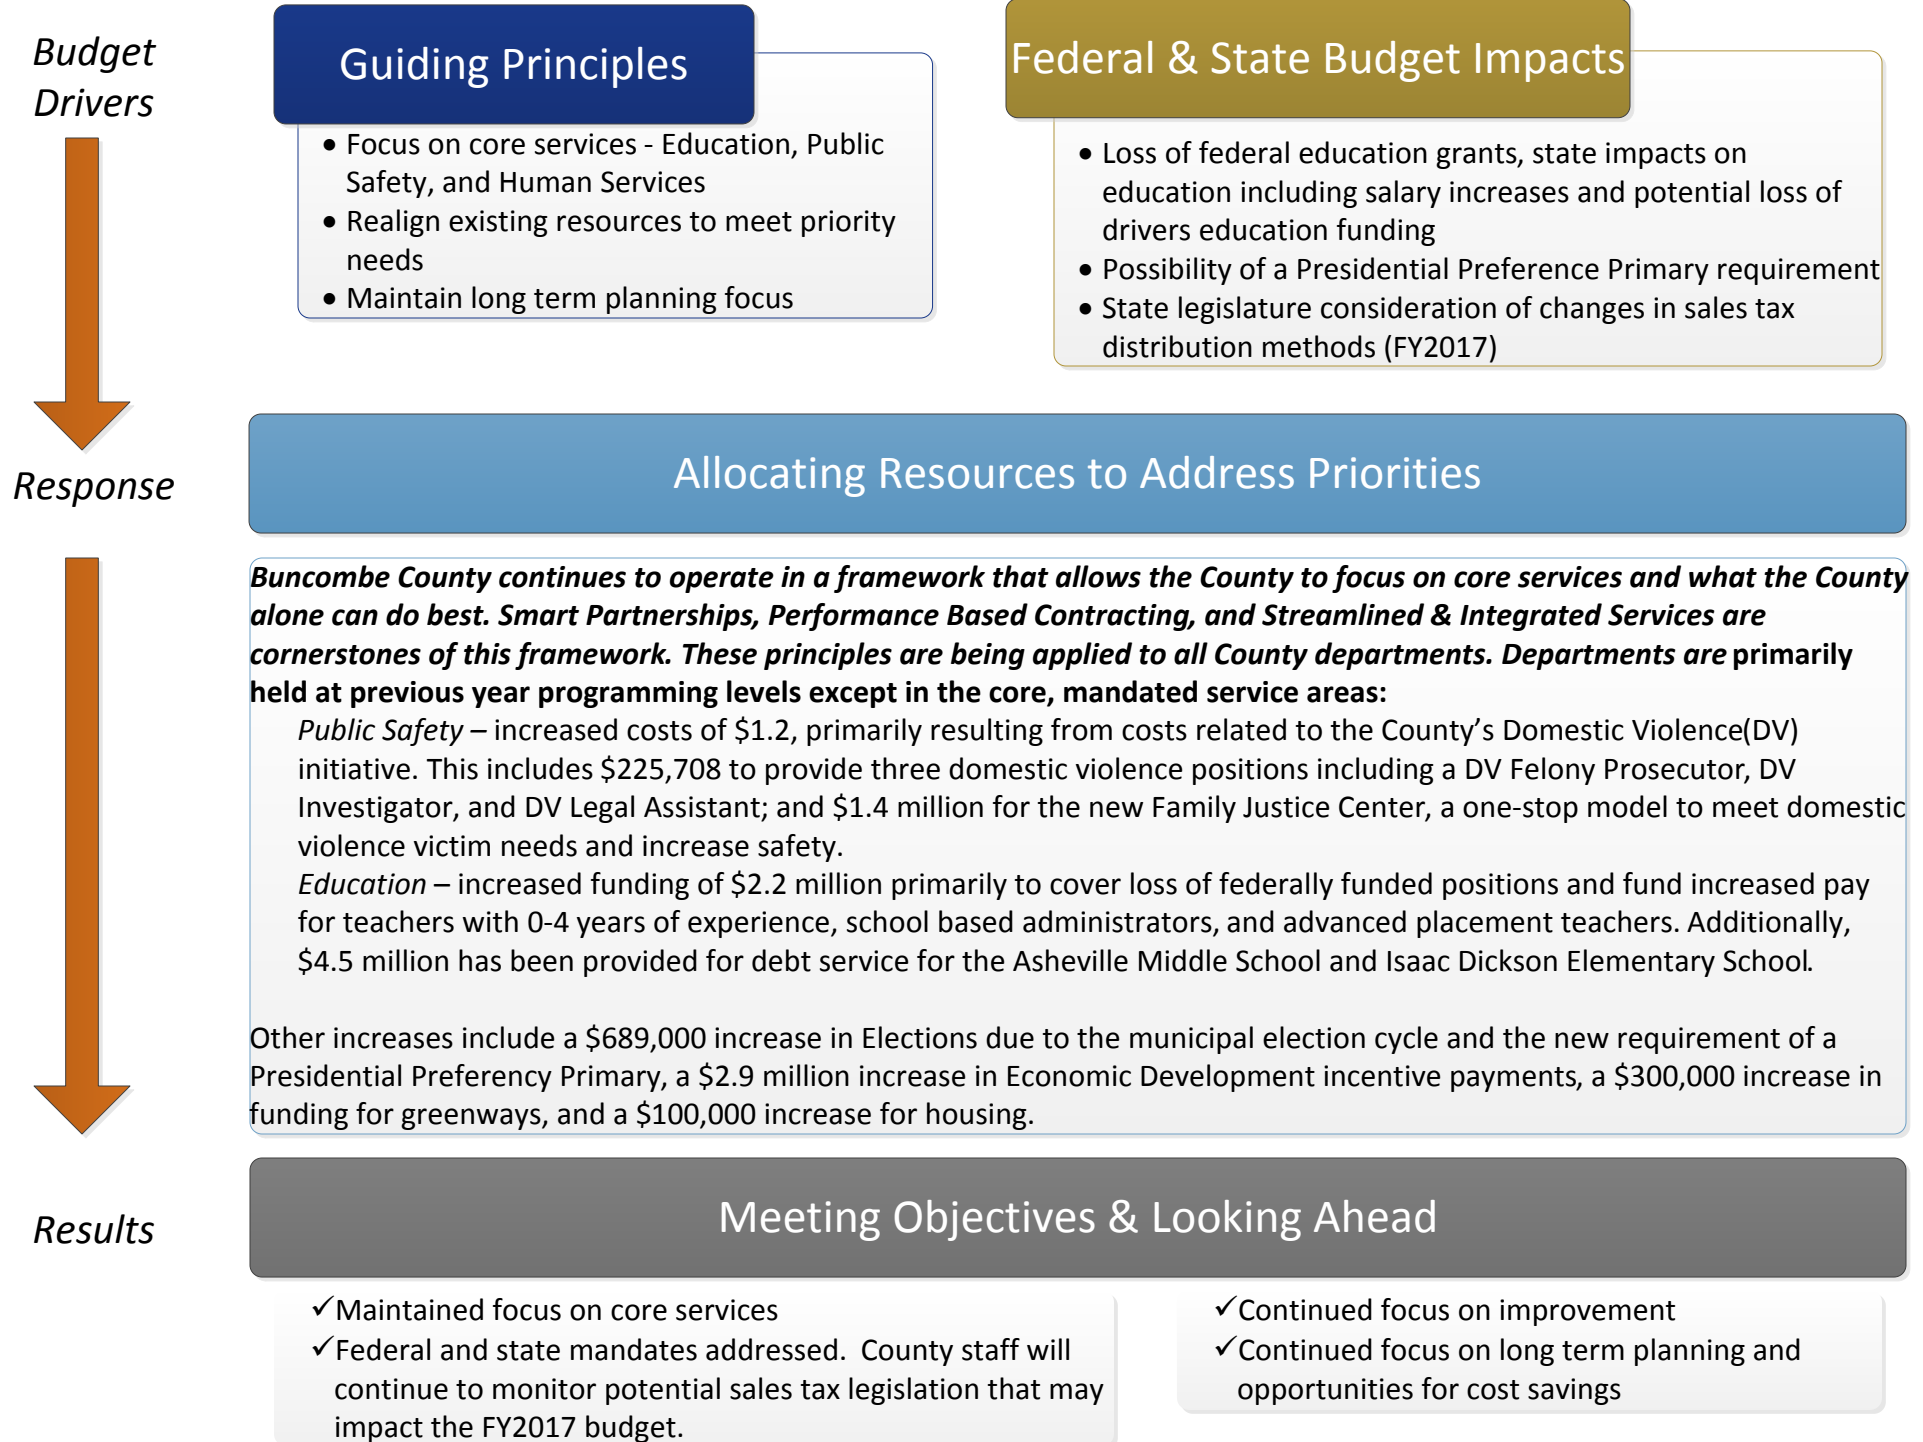 Budget
Drivers
Guiding Principles
• Focus on core services - Education, Public
Safety, and Human Services
• Realign existing resources to meet priority
needs
• Maintain long term planning focus
Federal & State Budget Impacts
• Loss of federal education grants, state impacts on
education including salary increases and potential loss of
drivers education funding
• Possibility of a Presidential Preference Primary requirement
• State legislature consideration of changes in sales tax
distribution methods (FY2017)
Response
Allocating Resources to Address Priorities
Buncombe County continues to operate in a framework that allows the County to focus on core services and what the County
alone can do best. Smart Partnerships, Performance Based Contracting, and Streamlined & Integrated Services are
cornerstones of this framework. These principles are being applied to all County departments. Departments are primarily
held at previous year programming levels except in the core, mandated service areas:
Public Safety – increased costs of $1.2, primarily resulting from costs related to the County’s Domestic Violence(DV)
initiative. This includes $225,708 to provide three domestic violence positions including a DV Felony Prosecutor, DV
Investigator, and DV Legal Assistant; and $1.4 million for the new Family Justice Center, a one-stop model to meet domestic
violence victim needs and increase safety.
Education – increased funding of $2.2 million primarily to cover loss of federally funded positions and fund increased pay
for teachers with 0-4 years of experience, school based administrators, and advanced placement teachers. Additionally,
$4.5 million has been provided for debt service for the Asheville Middle School and Isaac Dickson Elementary School.
Other increases include a $689,000 increase in Elections due to the municipal election cycle and the new requirement of a
Presidential Preferency Primary, a $2.9 million increase in Economic Development incentive payments, a $300,000 increase in
funding for greenways, and a $100,000 increase for housing.
Results
Meeting Objectives & Looking Ahead
✓Maintained focus on core services
✓Federal and state mandates addressed.  County staff will
continue to monitor potential sales tax legislation that may
impact the FY2017 budget.
✓Continued focus on improvement
✓Continued focus on long term planning and
opportunities for cost savings